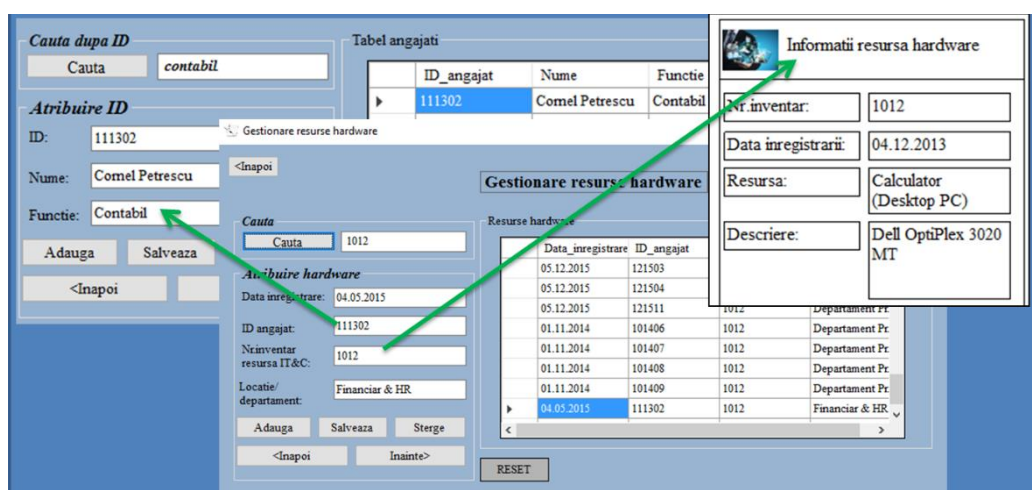 Cauta dupa ID
Cauta
contabil
Atribuire ID
ID:
111302
Nume:
Cornel Petrescu
Functie:
Contabil
Adauga
Salveaza
<Inapoi
Tabel angajati
ID_angajat
Nume
Functie
111302
Cornel Petrescu
Contabil
Gestionare resurse hardware
<Inapoi
Gestionare resurse hardware
Cauta
Cauta
1012
Atribuire hardware
Data inregistrare:
04.05.2015
ID angajat:
111302
Nr.inventar
resursa IT&C:
1012
Locatie/
departament:
Financiar & HR
Adauga
Salveaza
Sterge
<Inapoi
Inainte>
Resurse hardware
Data_inregistrare ID_angajat
05.12.2015 121503
05.12.2015 121504
05.12.2015 121511 1012 Departament Pr.
01.11.2014 101406 1012 Departament Pr.
01.11.2014 101407 1012 Departament Pr.
01.11.2014 101408 1012 Departament Pr.
01.11.2014 101409 1012 Departament Pr.
04.05.2015 111302 1012 Financiar & HR
RESET
Informatii resursa hardware
Nr.inventar:
1012
Data inregistrarii:
04.12.2013
Resursa:
Calculator
(Desktop PC)
Descriere:
Dell OptiPlex 3020
MT